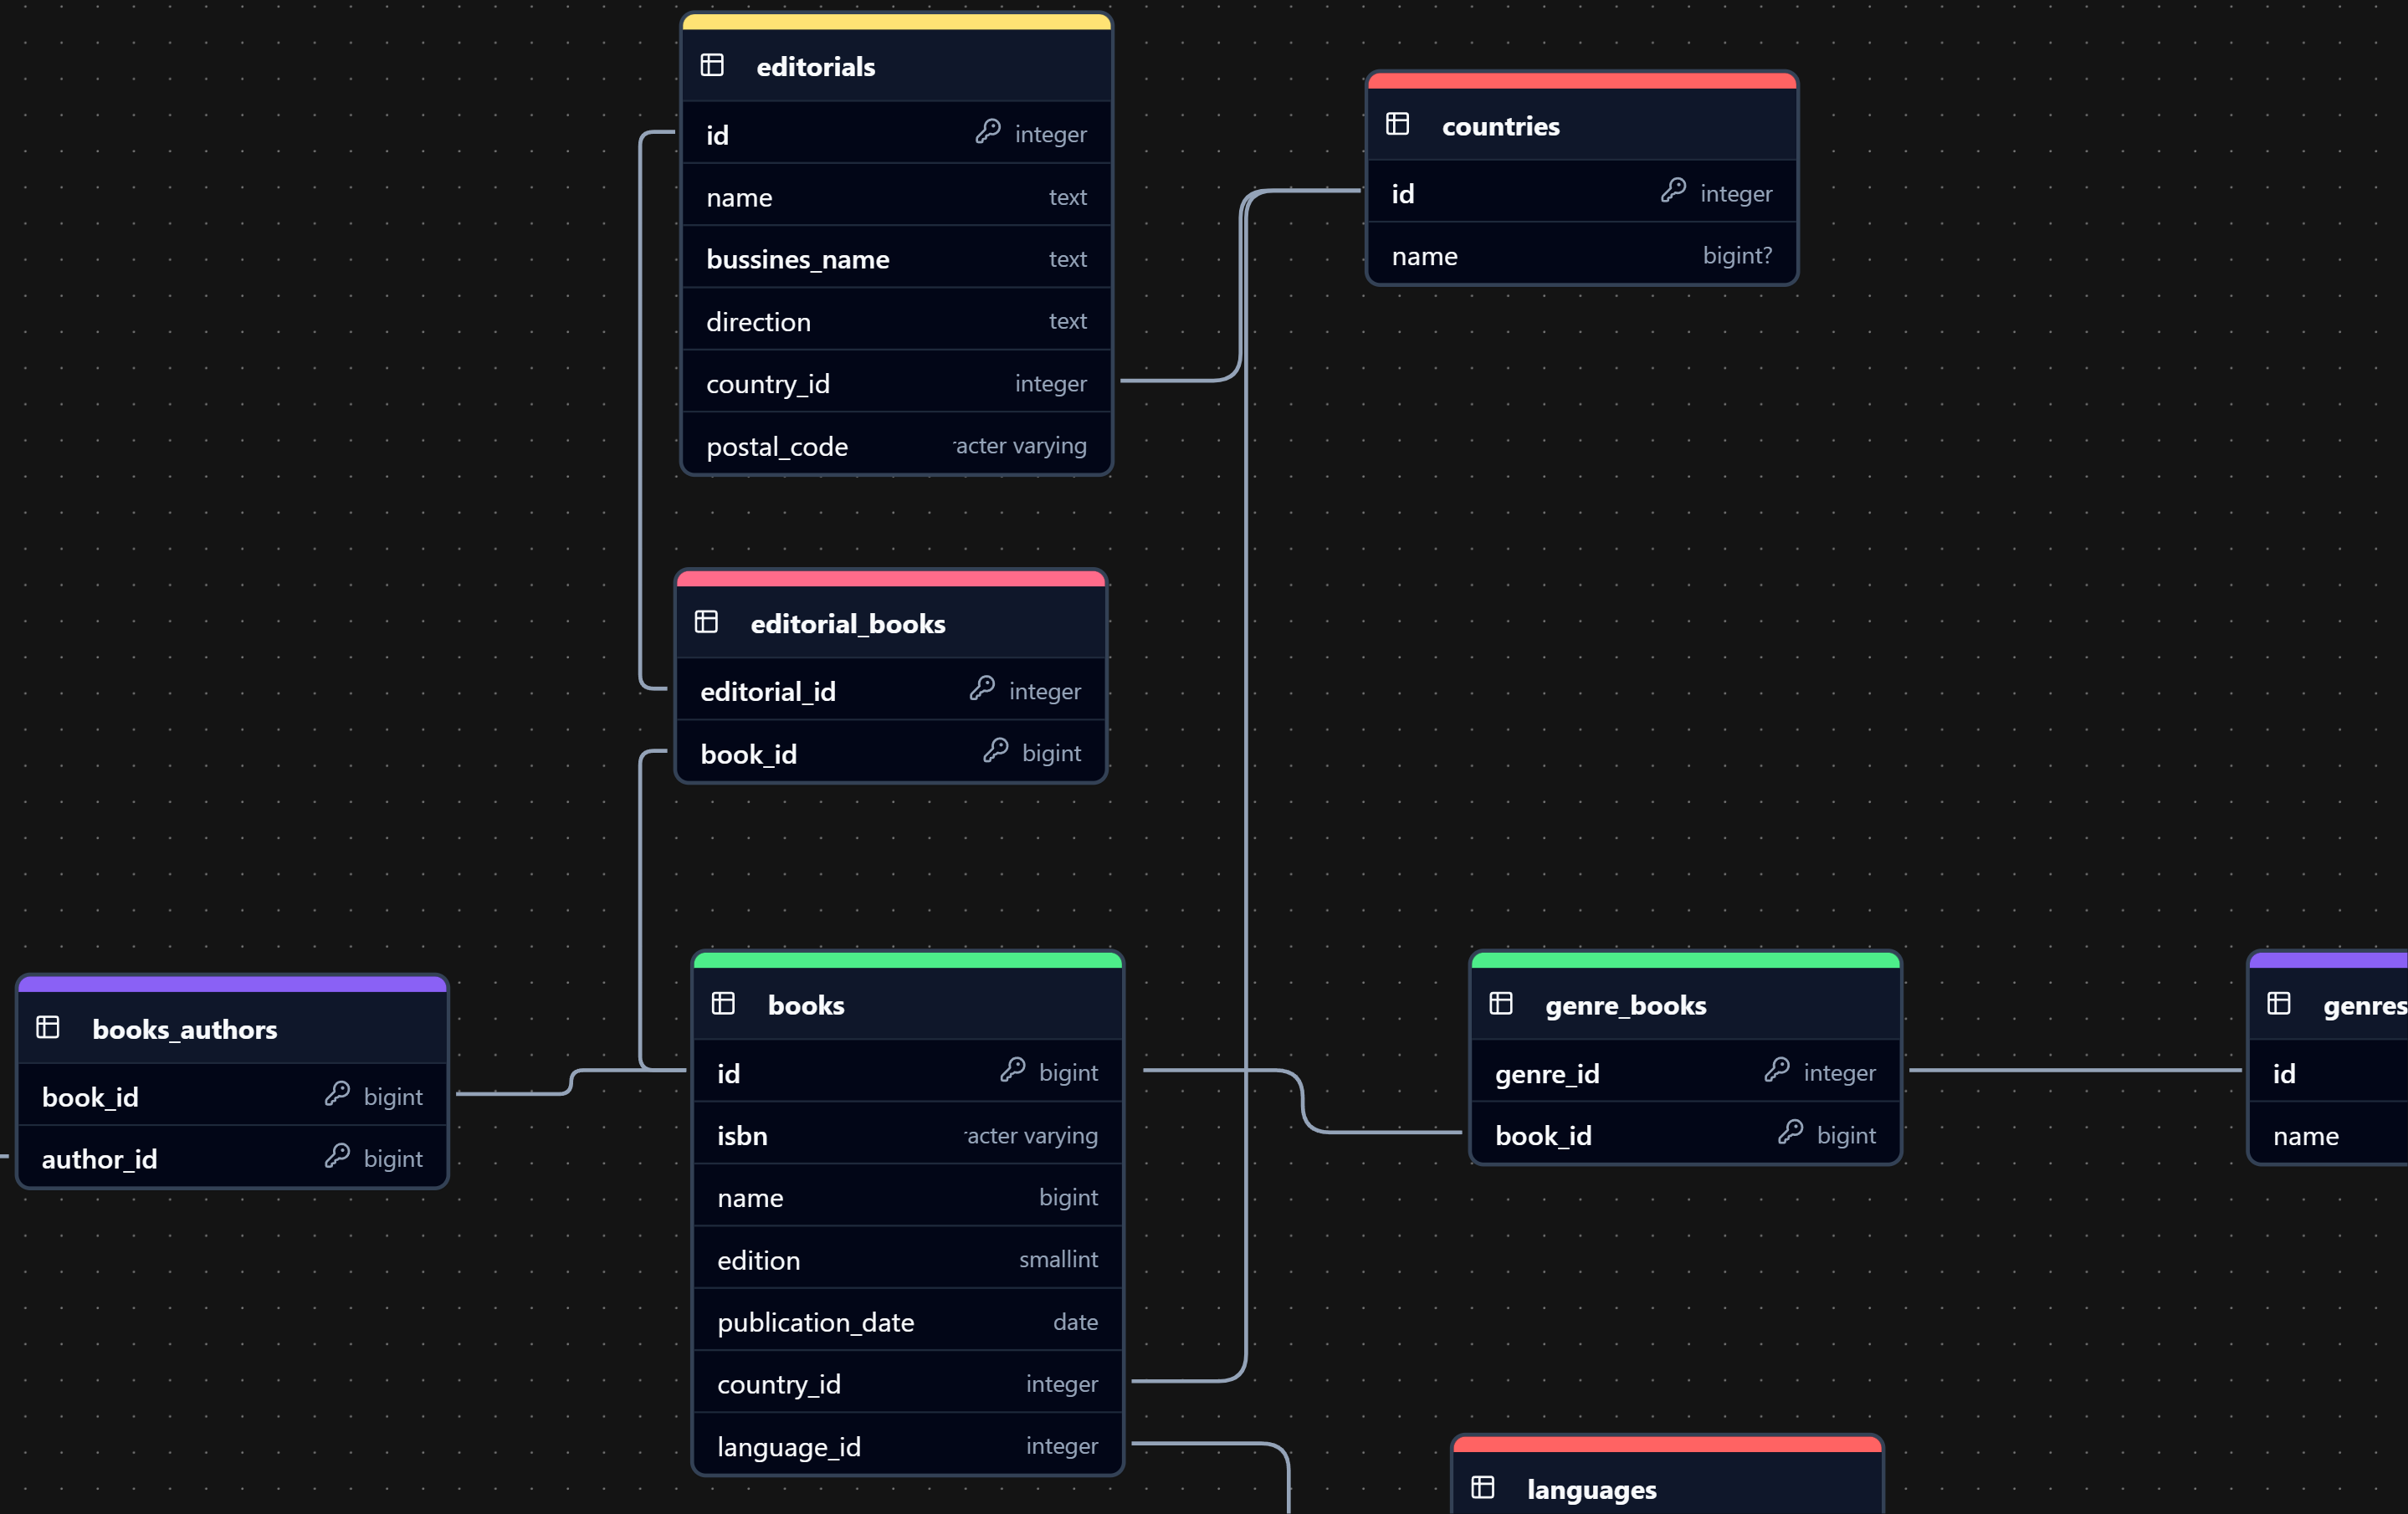 editorials
id integer
name text
bussines_name text
direction text
country_id integer
postal_code acter varying
countries
id integer
name bigint?
editorial_books
editorial_id integer
book_id bigint
books_authors
book_id bigint
author_id bigint
books
id bigint
isbn acter varying
name bigint
edition smallint
publication_date date
country_id integer
language_id integer
genre_books
genre_id integer
book_id bigint
genres
id
name
languages